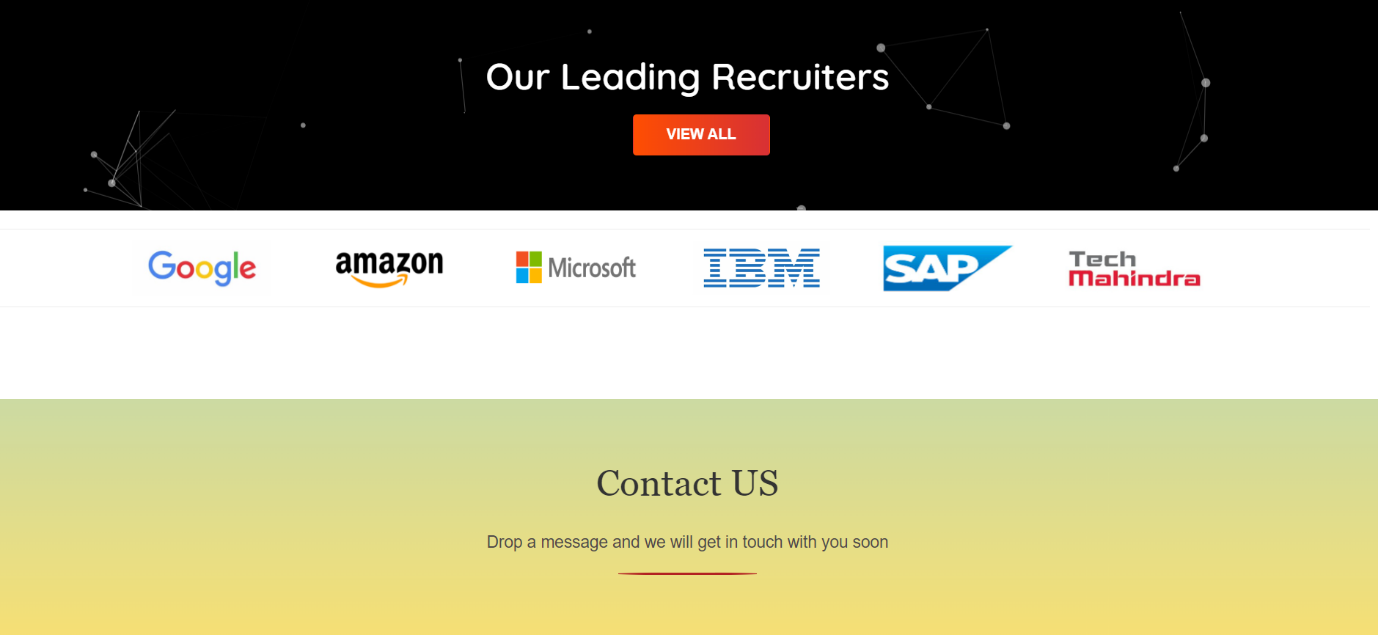 Our Leading Recruiters
VIEW ALL
Google amazon Microsoft IBM SAP Tech
Mahindra
Contact US
Drop a message and we will get in touch with you soon